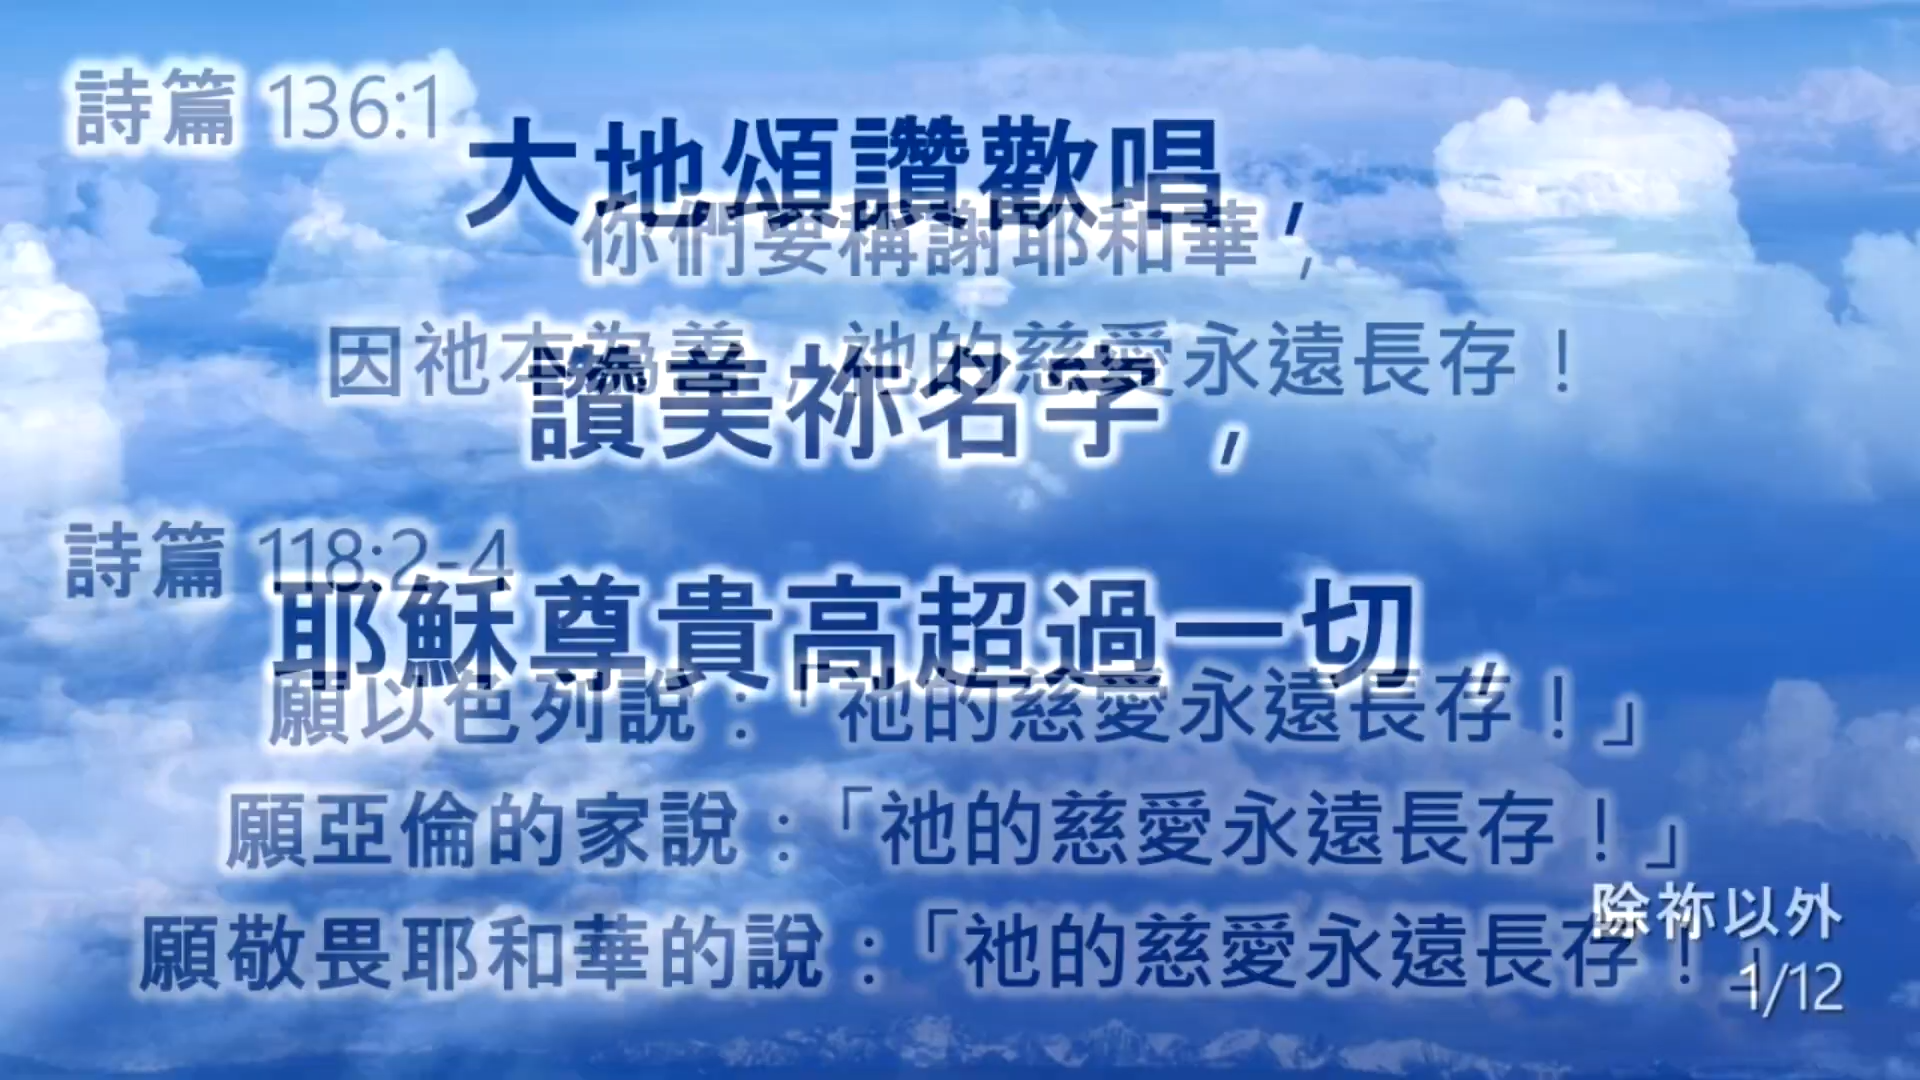 詩篇 136:1
大地頌讚歡唱，
你們要稱謝耶和華，
因祂本為善，祂的慈愛永遠長存！
讚美祢名字，
詩篇 118:2-4
耶穌尊貴高超過一切，
願以色列說：「祂的慈愛永遠長存！」
願亞倫的家說：「祂的慈愛永遠長存！」
除祢以外
願敬畏耶和華的說：「祂的慈愛永遠長存！」
1/12